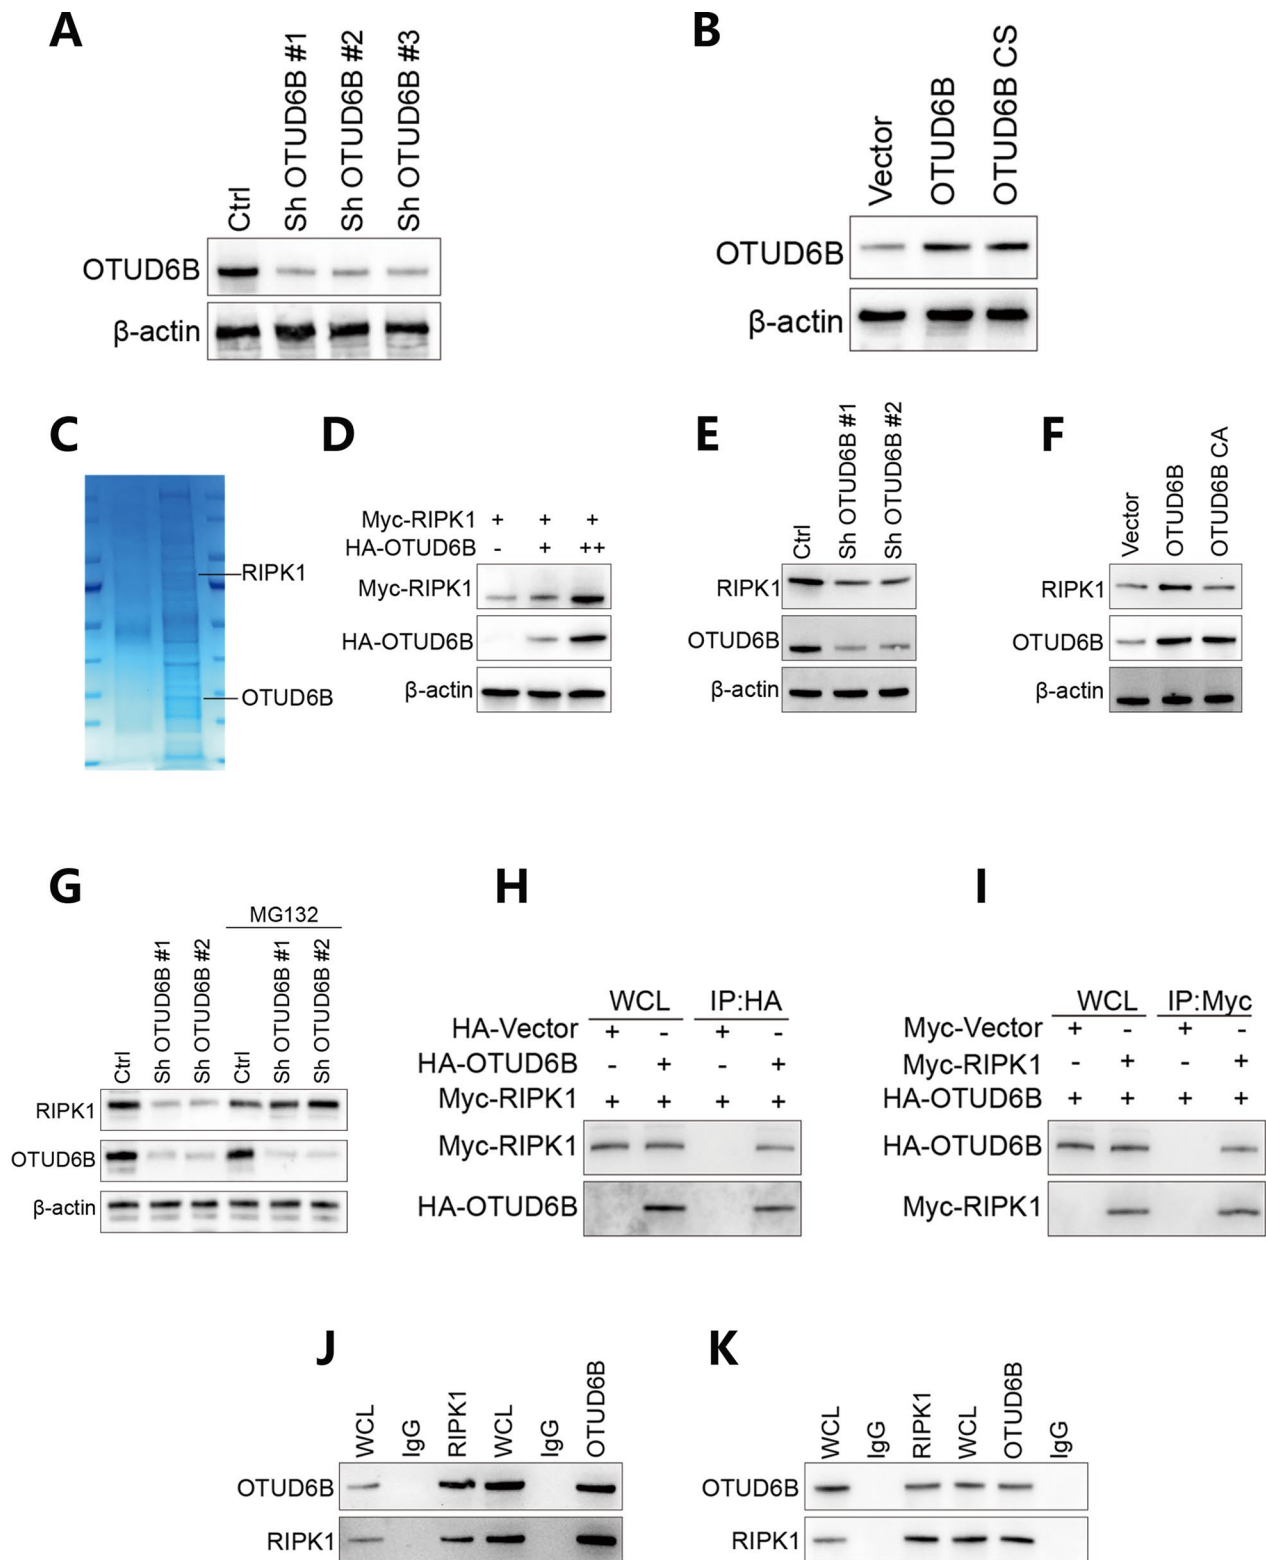 A
Ctrl
Sh OTUD6B #1
Sh OTUD6B #2
Sh OTUD6B #3
OTUD6B
β-actin
B
Vector
OTUD6B
OTUD6B CS
OTUD6B
β-actin
C
RIPK1
OTUD6B
D
Myc-RIPK1 + + +
HA-OTUD6B - + ++
Myc-RIPK1
HA-OTUD6B
β-actin
E
Ctrl
Sh OTUD6B #1
Sh OTUD6B #2
RIPK1
OTUD6B
β-actin
F
Vector
OTUD6B
OTUD6B CA
RIPK1
OTUD6B
β-actin
G
MG132
Ctrl
Sh OTUD6B #1
Sh OTUD6B #2
Ctrl
Sh OTUD6B #1
Sh OTUD6B #2
RIPK1
OTUD6B
β-actin
H
WCL IP:HA
HA-Vector + - + -
HA-OTUD6B - + - +
Myc-RIPK1 + + + +
Myc-RIPK1
HA-OTUD6B
I
WCL IP:Myc
Myc-Vector + - + -
Myc-RIPK1 - + - +
HA-OTUD6B + + + +
HA-OTUD6B
Myc-RIPK1
J
WCL
IgG
RIPK1
WCL
IgG
OTUD6B
OTUD6B
RIPK1
K
WCL
IgG
RIPK1
WCL
OTUD6B
IgG
OTUD6B
RIPK1